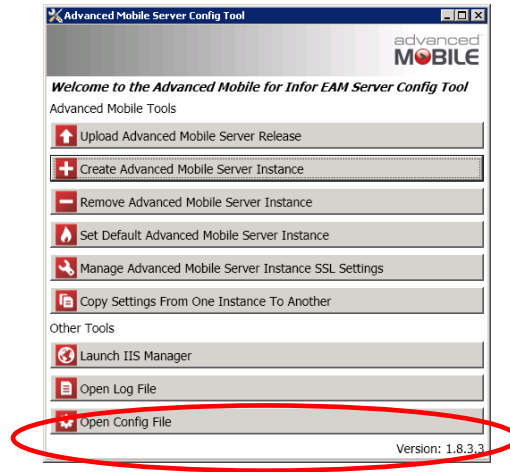 Advanced Mobile Server Config Tool
advanced
MOBILE
Welcome to the Advanced Mobile for Infor EAM Server Config Tool
Advanced Mobile Tools
Upload Advanced Mobile Server Release
Create Advanced Mobile Server Instance
Remove Advanced Mobile Server Instance
Set Default Advanced Mobile Server Instance
Manage Advanced Mobile Server Instance SSL Settings
Copy Settings From One Instance To Another
Other Tools
Launch IIS Manager
Open Log File
Open Config File
Version: 1.8.3.3